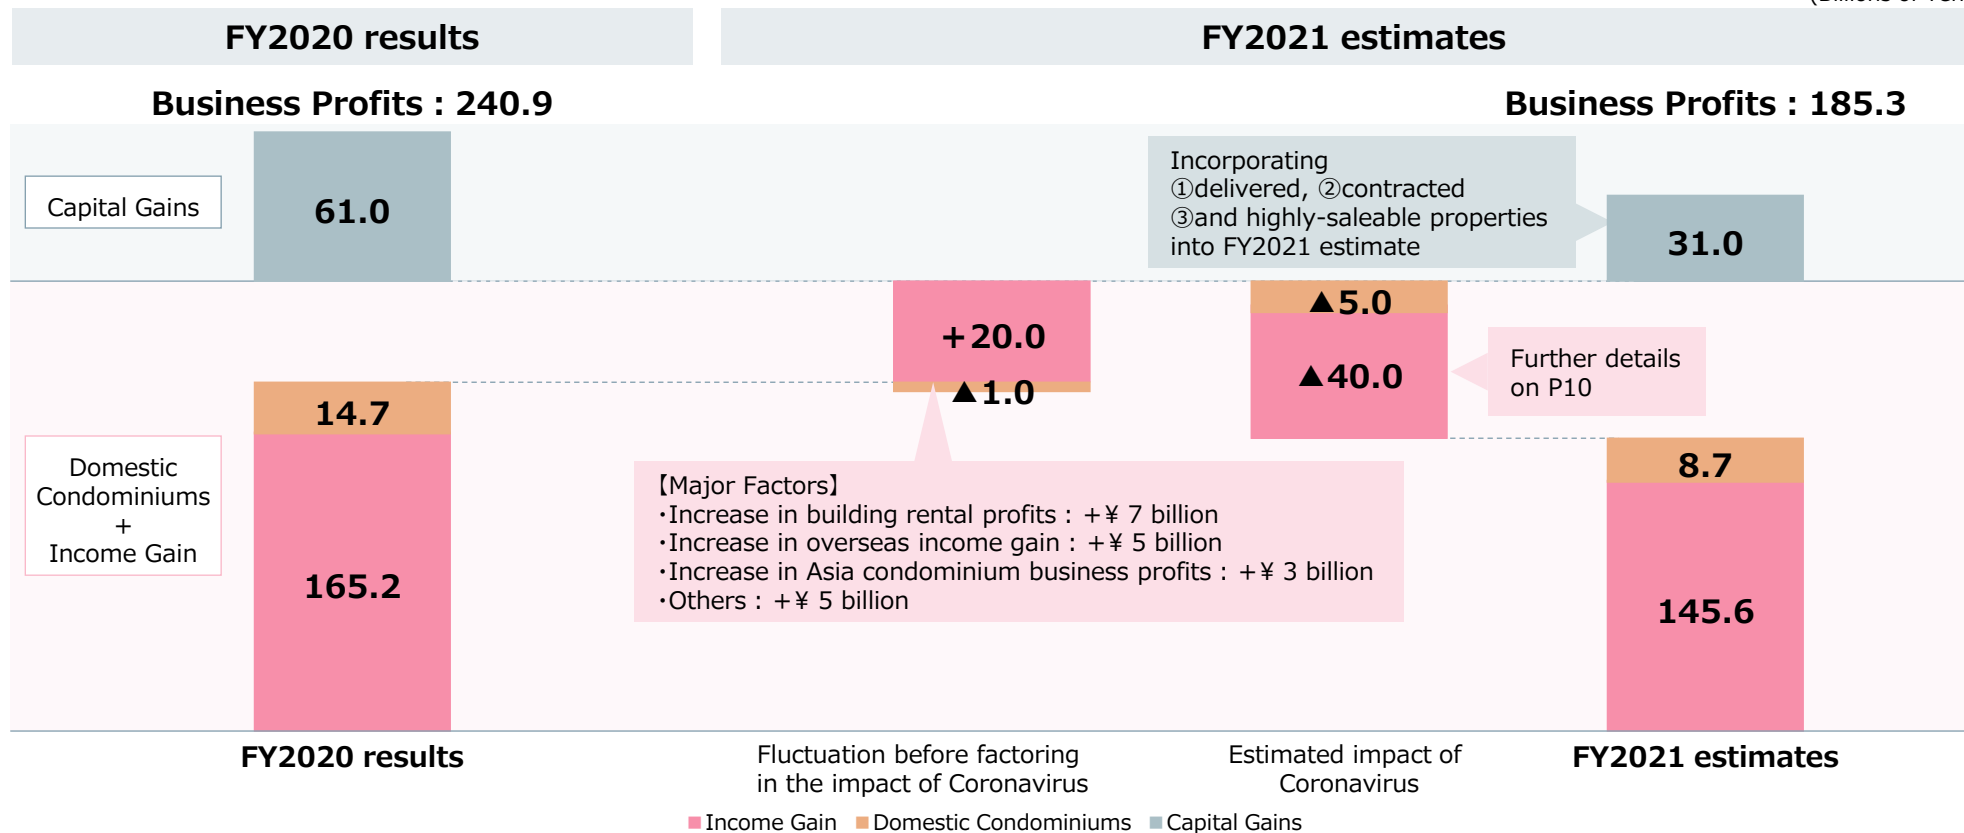 FY2020 results
FY2021 estimates
Business Profits : 240.9
Business Profits : 185.3
Capital Gains
61.0
Incorporating
①delivered, ②contracted
③and highly-saleable properties
into FY2021 estimate
31.0
+20.0
▲1.0
▲5.0
▲40.0
Further details
on P10
14.7
165.2
Domestic
Condominiums
+
Income Gain
【Major Factors】
・Increase in building rental profits : +¥ 7 billion
・Increase in overseas income gain : +¥ 5 billion
・Increase in Asia condominium business profits : +¥ 3 billion
・Others : +¥ 5 billion
8.7
145.6
FY2020 results
Fluctuation before factoring
in the impact of Coronavirus
Estimated impact of
Coronavirus
FY2021 estimates
Income Gain
Domestic Condominiums
Capital Gains